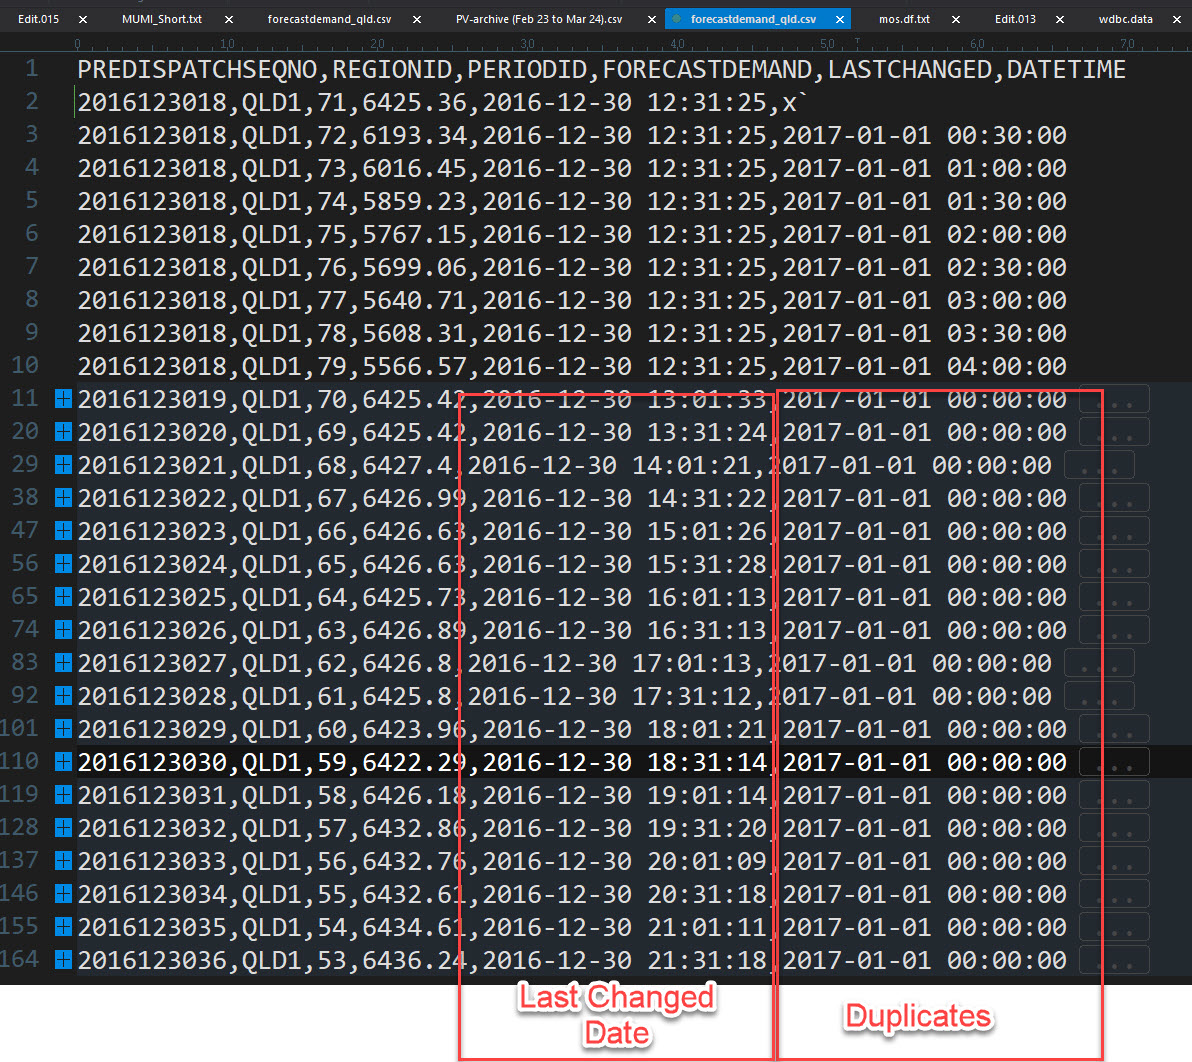 Edit.015 × MUMI_Short.txt × forecastdemand_qld.csv × PV-archive (Feb 23 to Mar 24).csv × forecastdemand_qld.csv × mos.df.txt × Edit.013 × wdbc.data ×
0 1,0 2,0 3,0 4,0 5,0 6,0 7,0
1 PREDISPATCHSEQNO,REGIONID,PERIODID,FORECASTDEMAND,LASTCHANGED,DATETIME
2 2016123018,QLD1,71,6425.36,2016-12-30 12:31:25,x`
3 2016123018,QLD1,72,6193.34,2016-12-30 12:31:25,2017-01-01 00:30:00
4 2016123018,QLD1,73,6016.45,2016-12-30 12:31:25,2017-01-01 01:00:00
5 2016123018,QLD1,74,5859.23,2016-12-30 12:31:25,2017-01-01 01:30:00
6 2016123018,QLD1,75,5767.15,2016-12-30 12:31:25,2017-01-01 02:00:00
7 2016123018,QLD1,76,5699.06,2016-12-30 12:31:25,2017-01-01 02:30:00
8 2016123018,QLD1,77,5640.71,2016-12-30 12:31:25,2017-01-01 03:00:00
9 2016123018,QLD1,78,5608.31,2016-12-30 12:31:25,2017-01-01 03:30:00
10 2016123018,QLD1,79,5566.57,2016-12-30 12:31:25,2017-01-01 04:00:00
11 2016123019,QLD1,70,6425.42,2016-12-30 13:01:33,2017-01-01 00:00:00 ...
20 2016123020,QLD1,69,6425.42,2016-12-30 13:31:24,2017-01-01 00:00:00 ...
29 2016123021,QLD1,68,6427.4,2016-12-30 14:01:21,2017-01-01 00:00:00 ...
38 2016123022,QLD1,67,6426.99,2016-12-30 14:31:22,2017-01-01 00:00:00 ...
47 2016123023,QLD1,66,6426.63,2016-12-30 15:01:26,2017-01-01 00:00:00 ...
56 2016123024,QLD1,65,6426.63,2016-12-30 15:31:28,2017-01-01 00:00:00 ...
65 2016123025,QLD1,64,6425.73,2016-12-30 16:01:13,2017-01-01 00:00:00 ...
74 2016123026,QLD1,63,6426.89,2016-12-30 16:31:13,2017-01-01 00:00:00 ...
83 2016123027,QLD1,62,6426.8,2016-12-30 17:01:13,2017-01-01 00:00:00 ...
92 2016123028,QLD1,61,6425.8,2016-12-30 17:31:12,2017-01-01 00:00:00 ...
101 2016123029,QLD1,60,6423.96,2016-12-30 18:01:21,2017-01-01 00:00:00 ...
110 2016123030,QLD1,59,6422.29,2016-12-30 18:31:14,2017-01-01 00:00:00 ...
119 2016123031,QLD1,58,6426.18,2016-12-30 19:01:14,2017-01-01 00:00:00 ...
128 2016123032,QLD1,57,6432.86,2016-12-30 19:31:20,2017-01-01 00:00:00 ...
137 2016123033,QLD1,56,6432.76,2016-12-30 20:01:09,2017-01-01 00:00:00 ...
146 2016123034,QLD1,55,6432.61,2016-12-30 20:31:18,2017-01-01 00:00:00 ...
155 2016123035,QLD1,54,6434.61,2016-12-30 21:01:11,2017-01-01 00:00:00 ...
164 2016123036,QLD1,53,6436.24,2016-12-30 21:31:18,2017-01-01 00:00:00 ...
Last Changed
Date
Duplicates